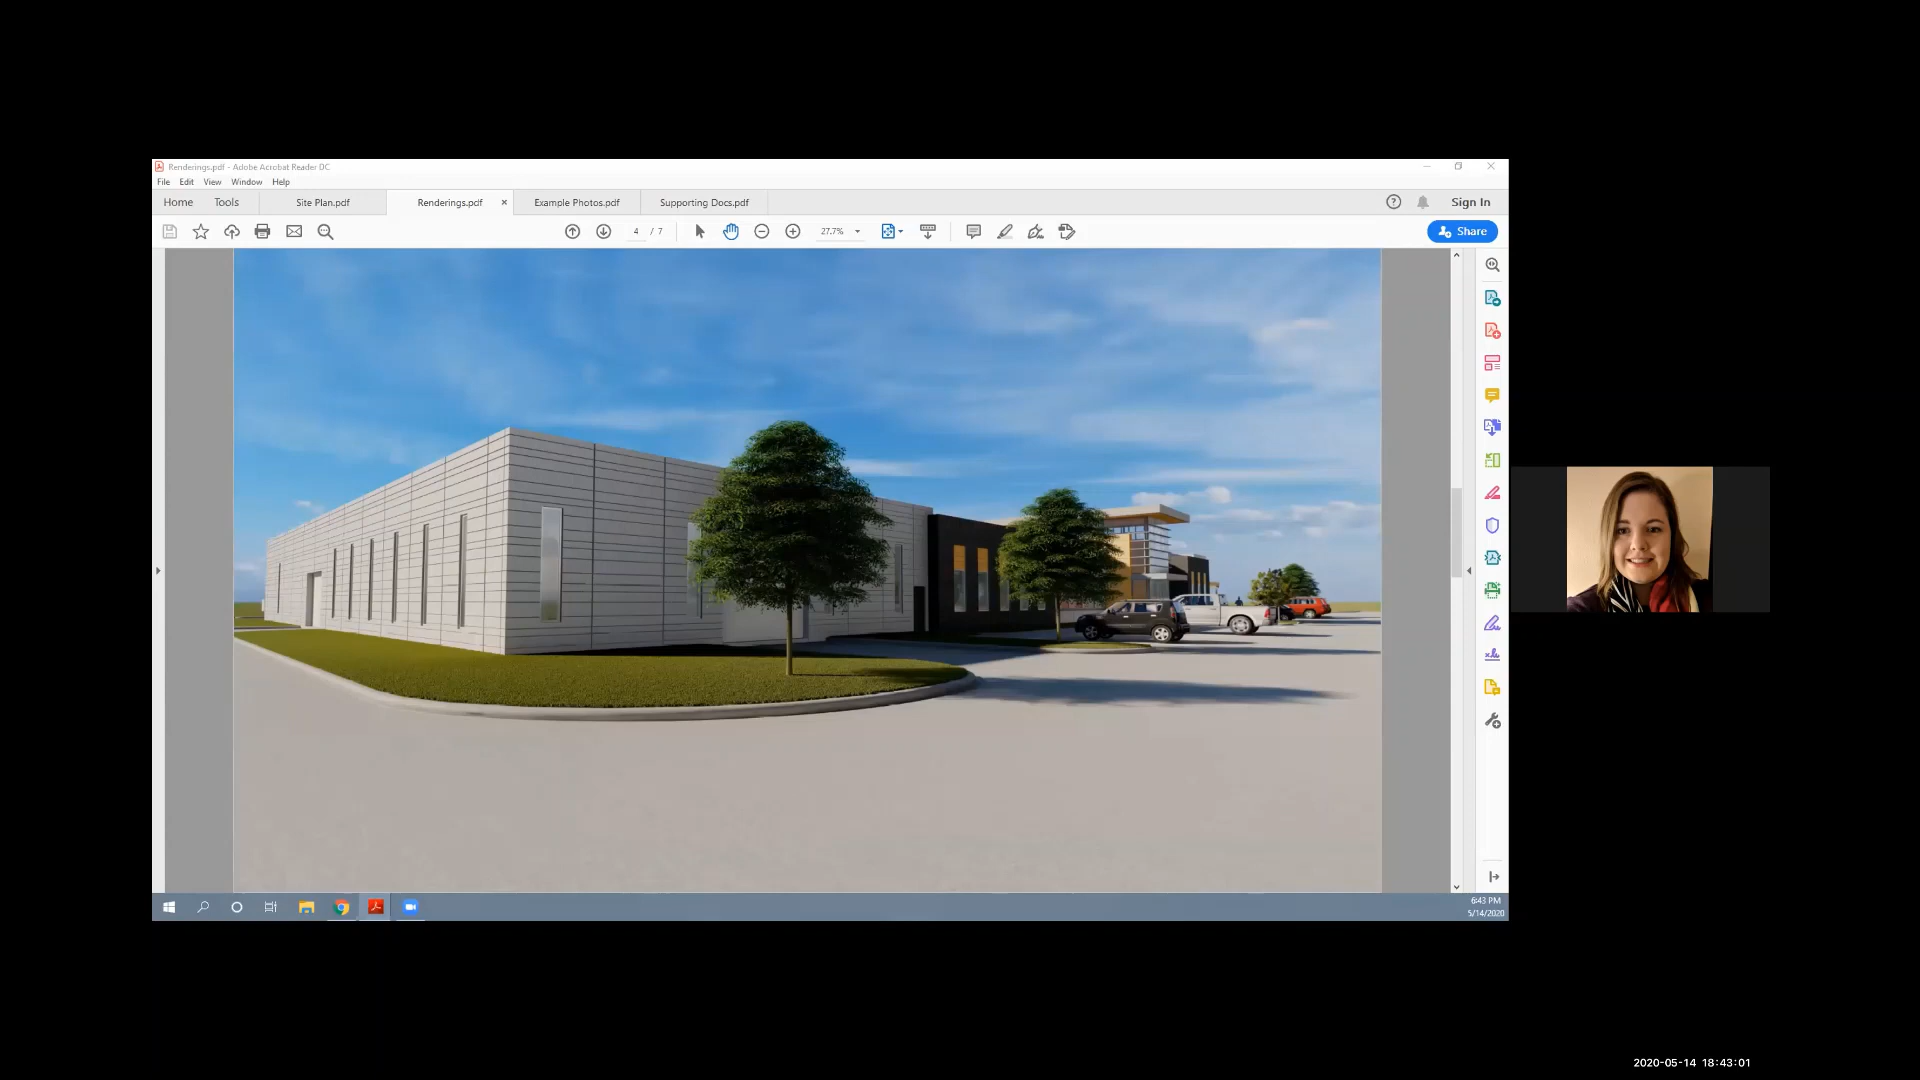 Renderings.pdf - Adobe Acrobat Reader DC
File Edit View Window Help
Home Tools Site Plan.pdf Renderings.pdf × Example Photos.pdf Supporting Docs.pdf Sign In
4 / 7 27.7% Share
6:43 PM
5/14/2020
2020-05-14 18:43:01